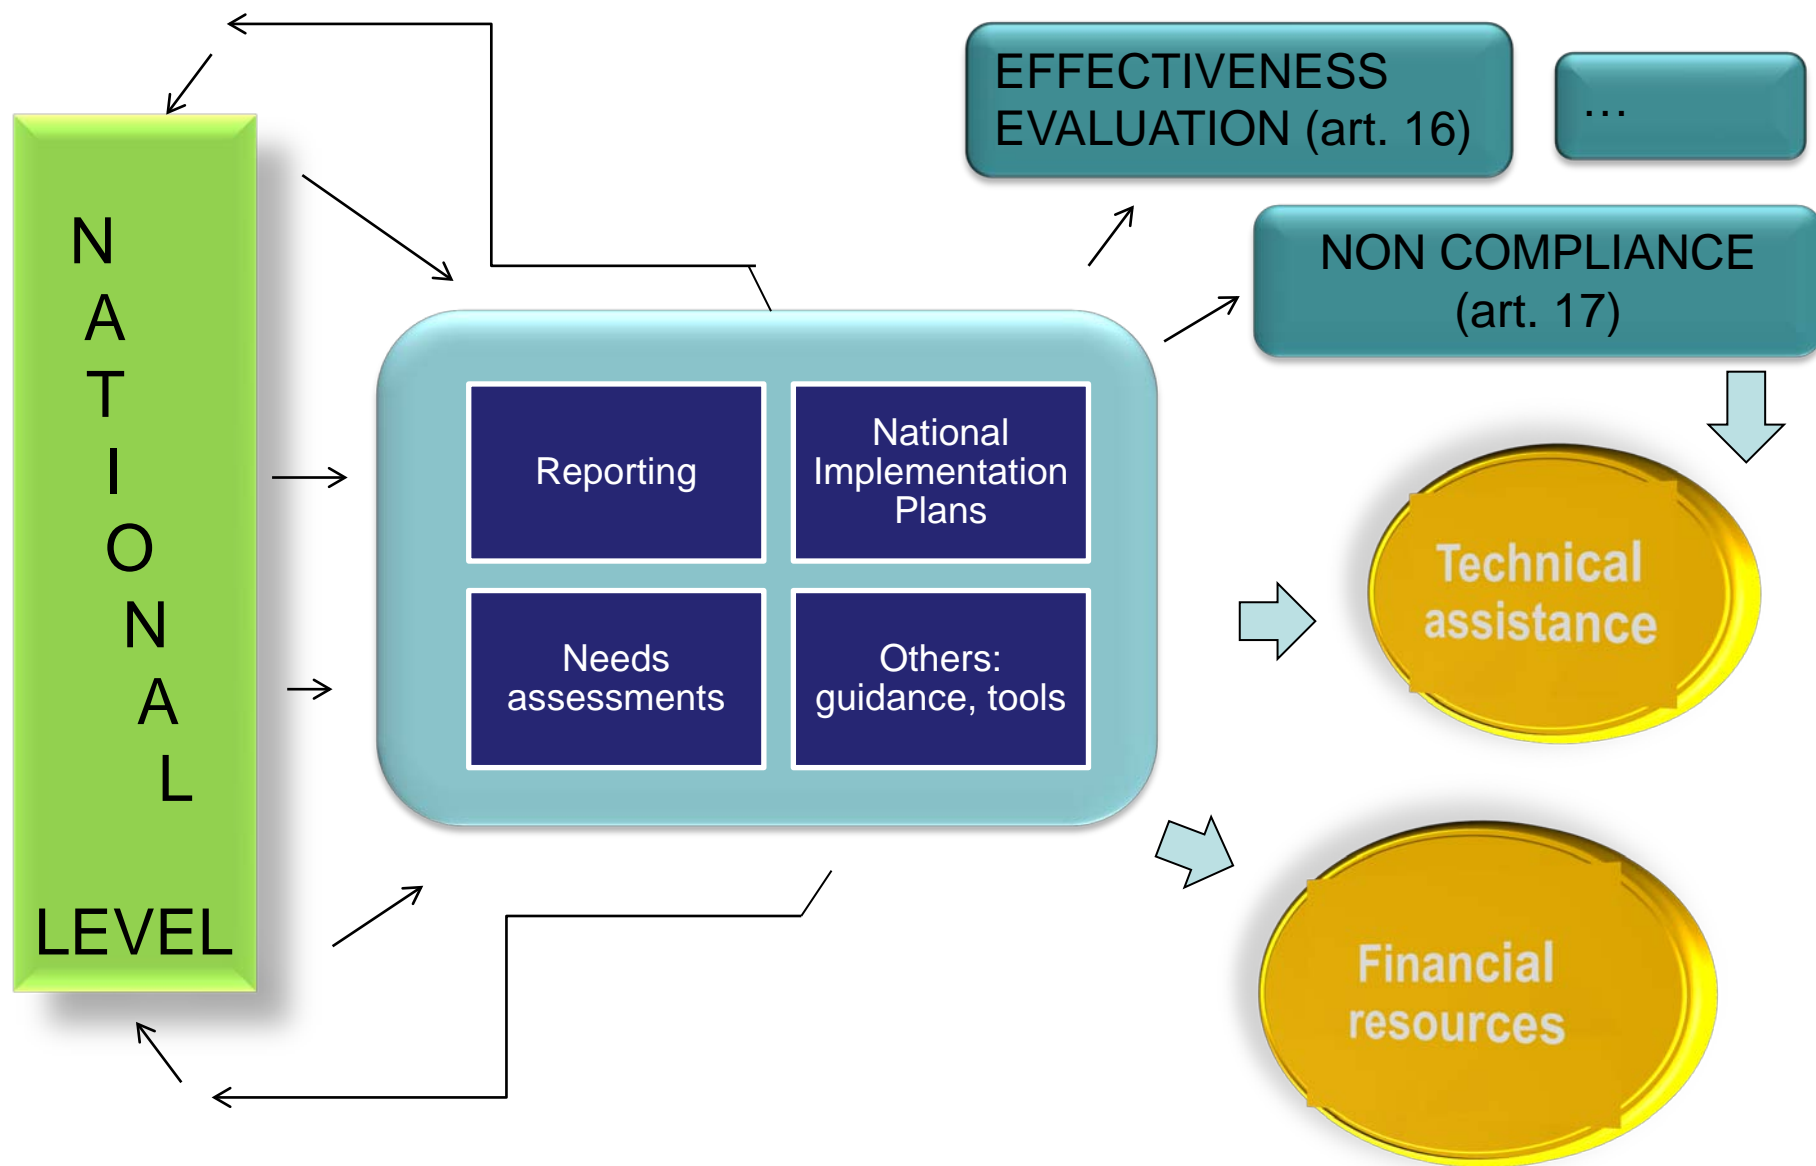 N
A
T
I
O
N
A
L
LEVEL
EFFECTIVENESS
EVALUATION (art. 16)
...
NON COMPLIANCE
(art. 17)
Reporting
National
Implementation
Plans
Needs
assessments
Others:
guidance, tools
Technical
assistance
Financial
resources